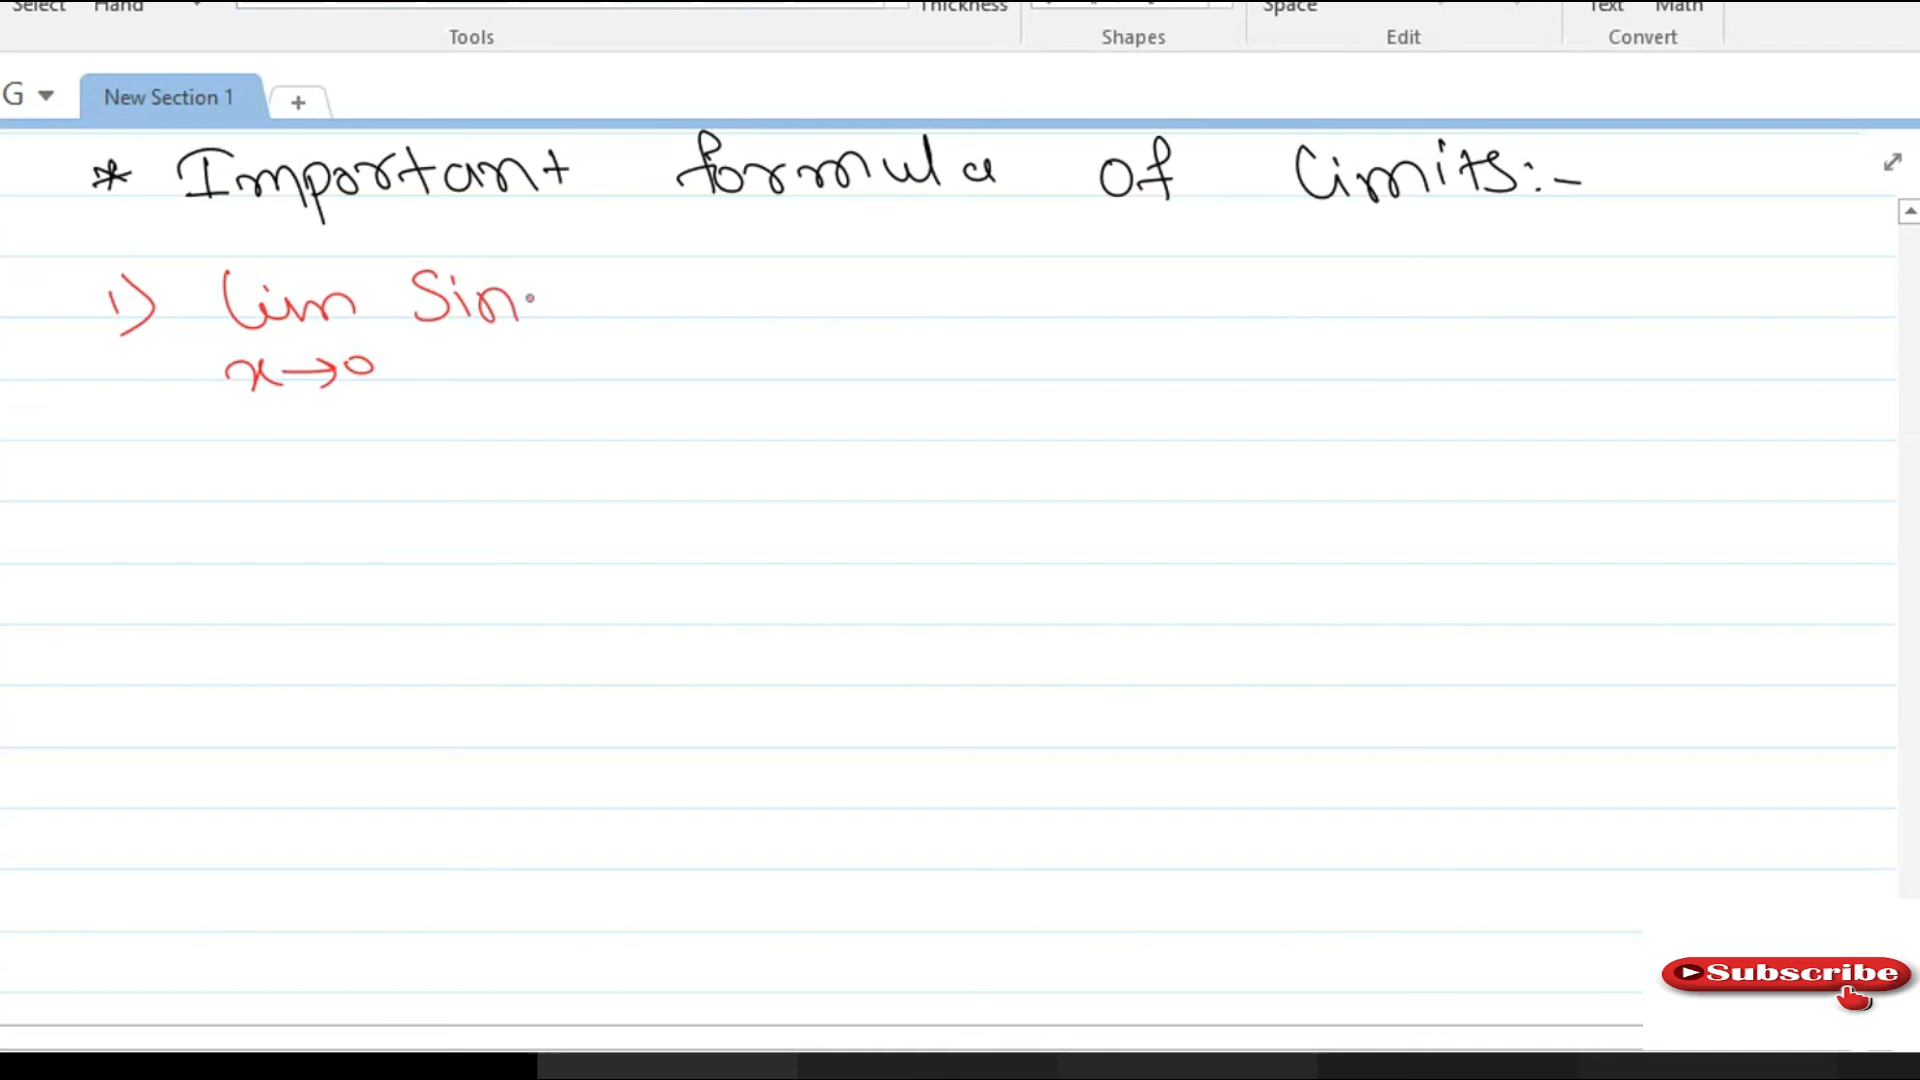 Select Hand Thickness Space Text Math
Tools Shapes Edit Convert
G New Section 1 +
* Important formula of limits:-
1) lim Sin
x→0
Subscribe